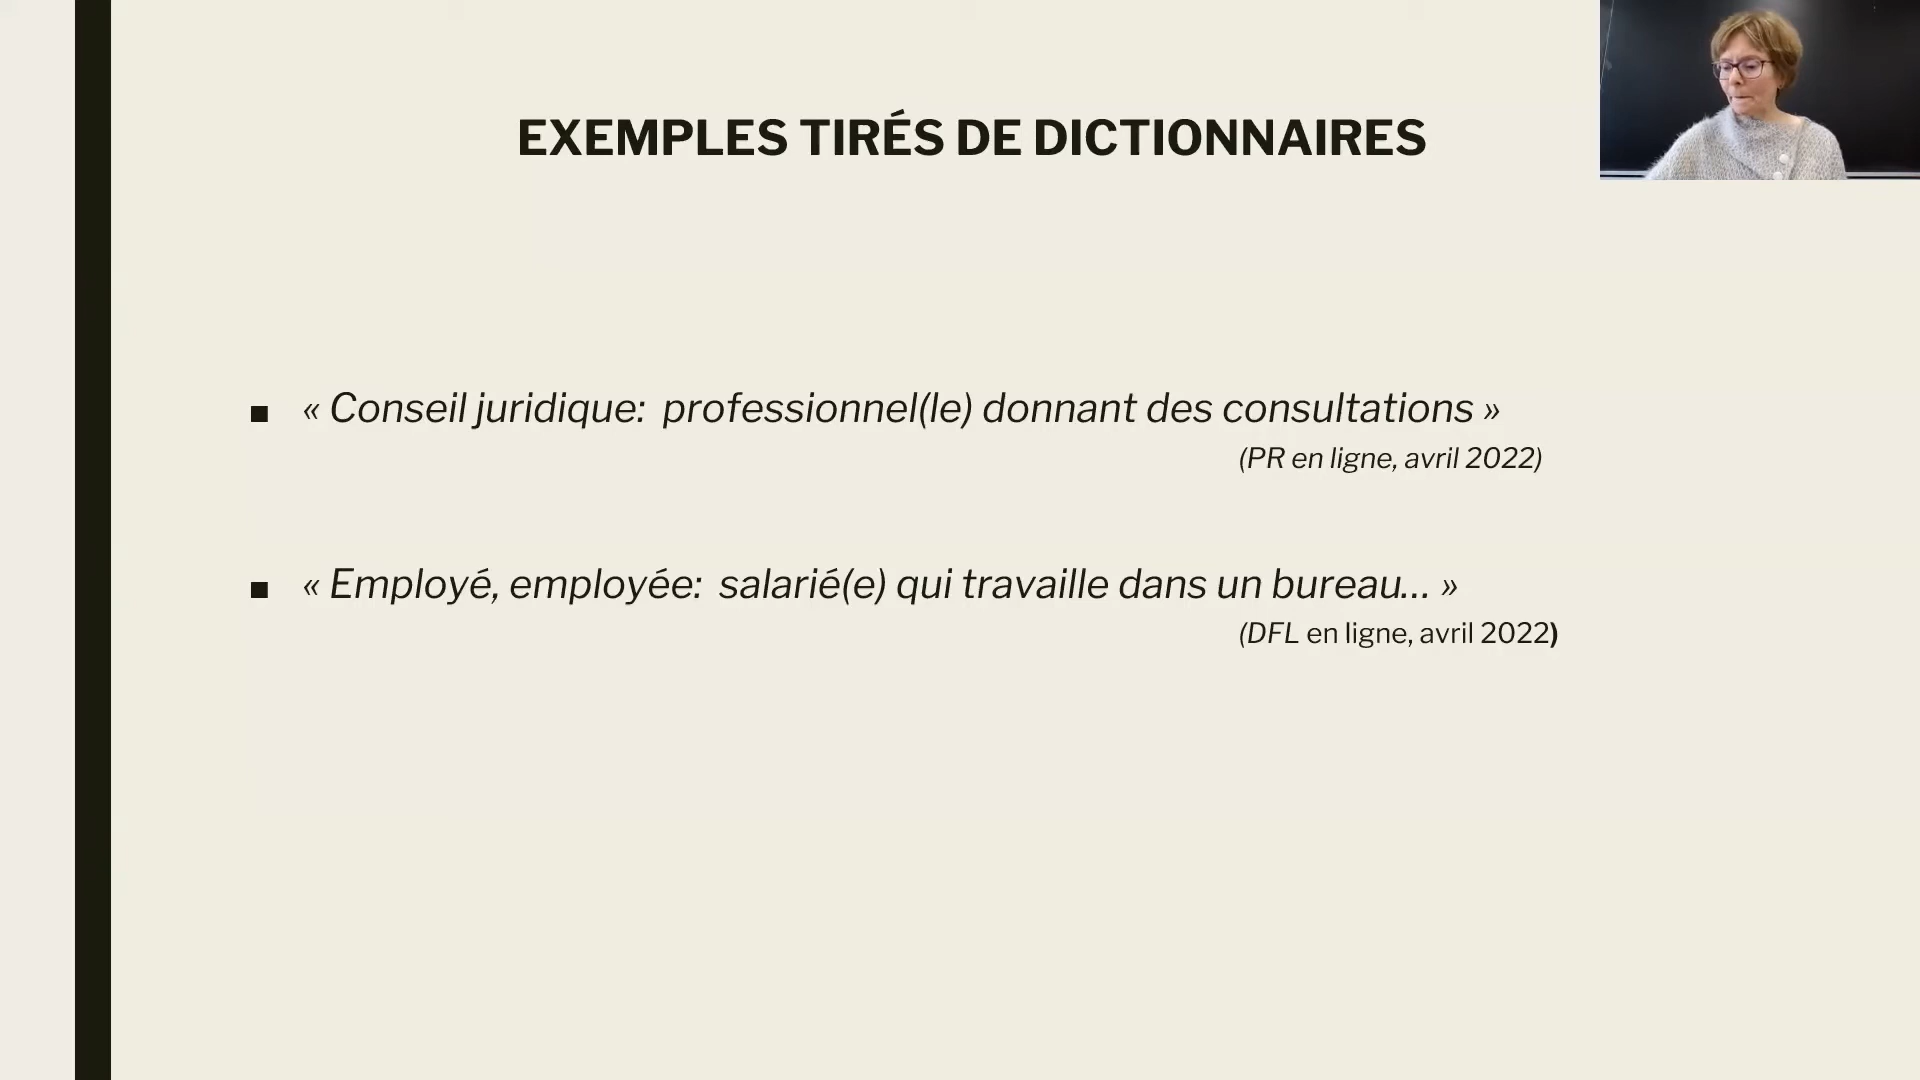 EXEMPLES TIRÉS DE DICTIONNAIRES
■ « Conseil juridique:  professionnel(le) donnant des consultations »
(PR en ligne, avril 2022)
■ « Employé, employée:  salarié(e) qui travaille dans un bureau... »
(DFL en ligne, avril 2022)